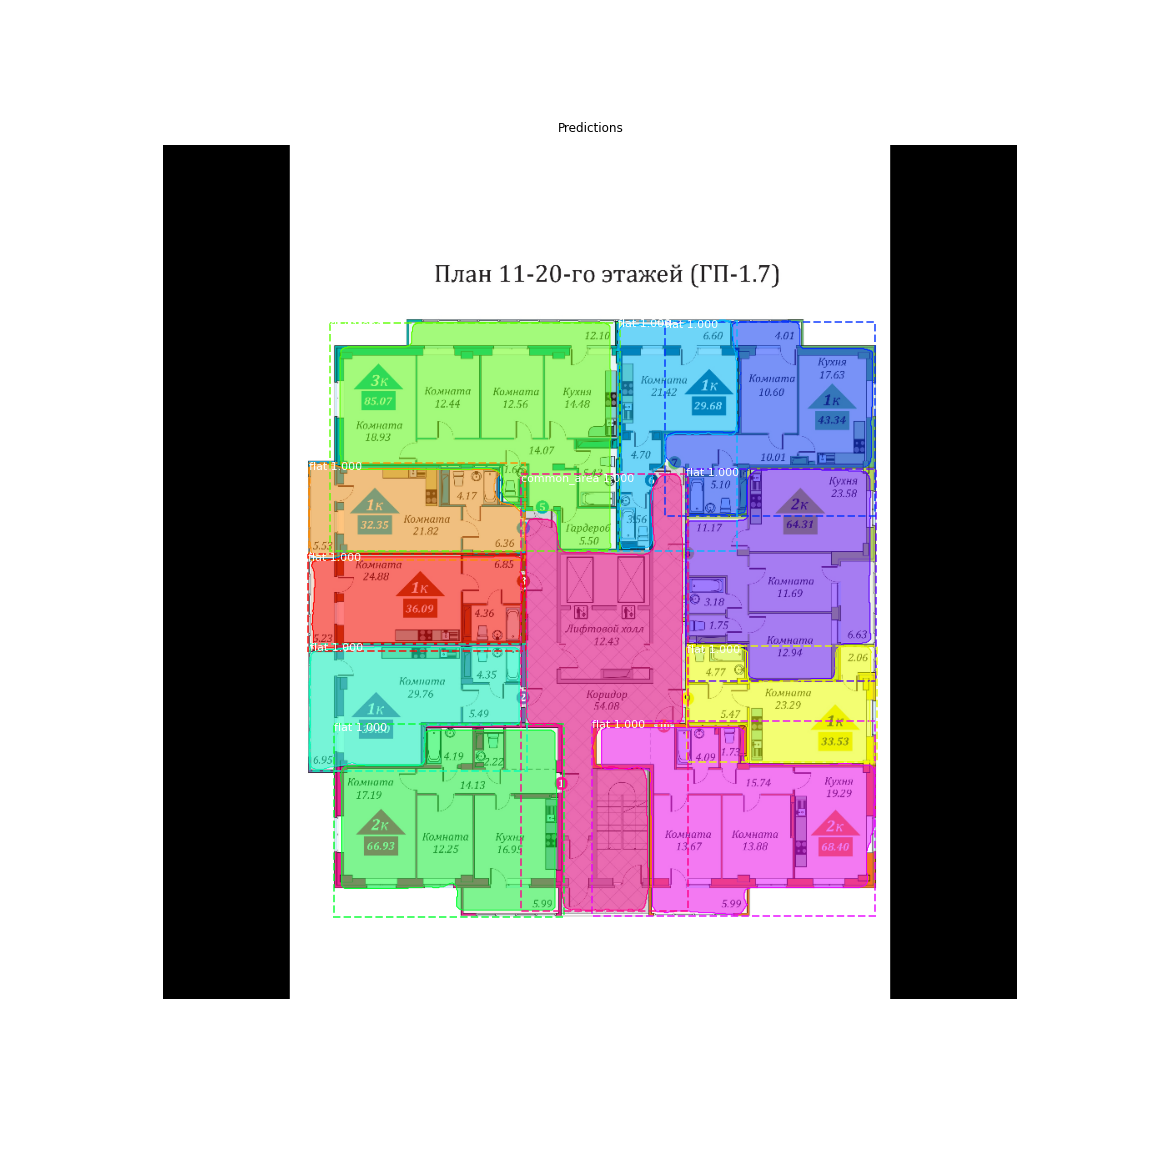 Predictions
План 11-20-го этажей (ГП-1.7)
flat 1.000
flat 1.000
12.10
6.60
4.01
3к
85.07
Комната
18.93
Комната
12.44
Комната
12.56
Кухня
14.48
14.07
Комната
21.42
1к
29.68
4.70
3.56
Комната
10.60
Кухня
17.63
1к
43.34
10.01
5.10
Гардероб
5.50
5
6
7
flat 1.000
common_area 1.000
flat 1.000
1к
32.35
4.17
Комната
21.82
6.36
5.53
11.17
Кухня
23.58
2к
64.31
Комната
11.69
3.18
1.75
Комната
12.94
6.63
flat 1.000
Комната
24.88
6.85
1к
36.09
4.36
5.23
Лифтовой холл
12.43
Коридор
54.08
flat 1.000
flat 1.000
4.35
Комната
29.76
5.49
1к
6.95
4.77
2.06
5.47
Комната
23.29
1к
33.53
flat 1.000
flat 1.000
4.19
2.22
14.13
Комната
17.19
2к
66.93
Комната
12.25
Кухня
16.95
5.99
4.09
1.73
15.74
Кухня
19.29
Комната
13.67
Комната
13.88
2к
68.40
5.99